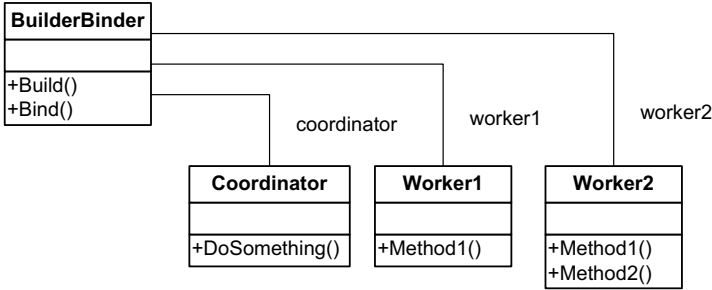 BuilderBinder
+Build()
+Bind()
coordinator
worker1
worker2
Coordinator
+DoSomething()
Worker1
+Method1()
Worker2
+Method1()
+Method2()